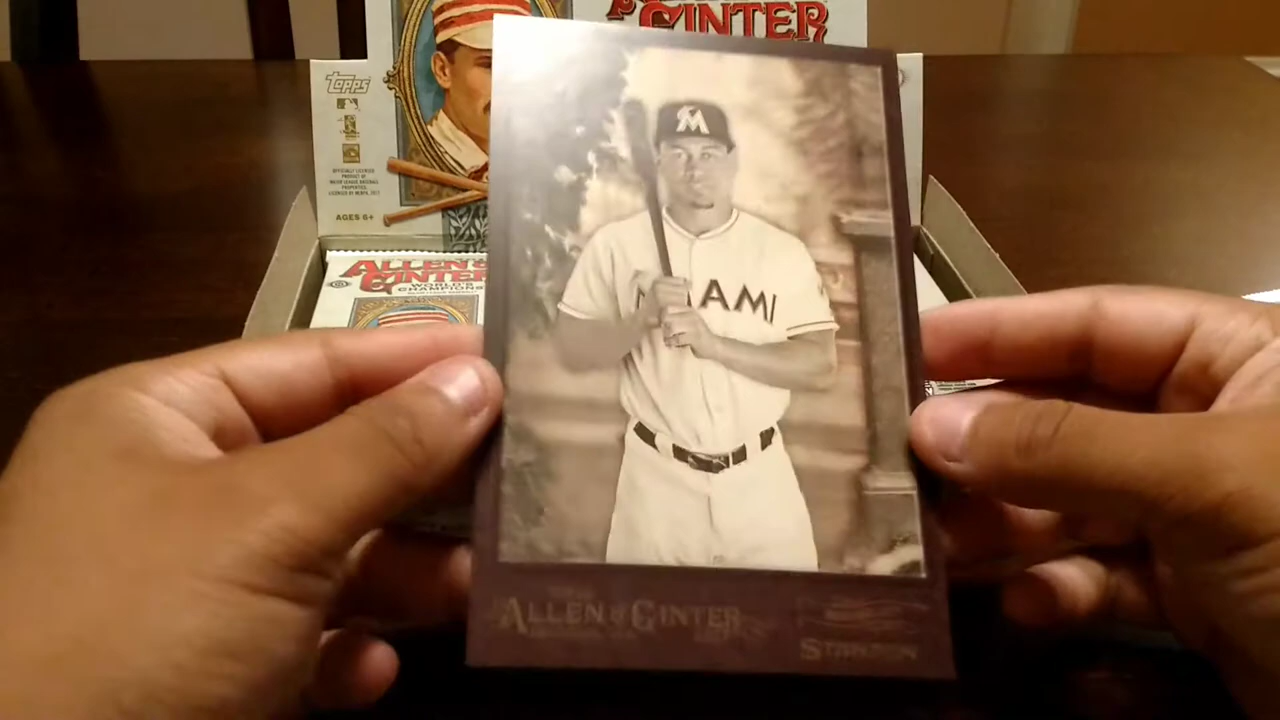 GINTER
Topps
OFFICIALLY LICENSED
PRODUCT OF
MAJOR LEAGUE BASEBALL
PROPERTIES.
AGES 6+
ALLEN &
GINTER
WORLD'S
CHAMPIONS
M
MIAMI
ALLEN & GINTER
STANTON